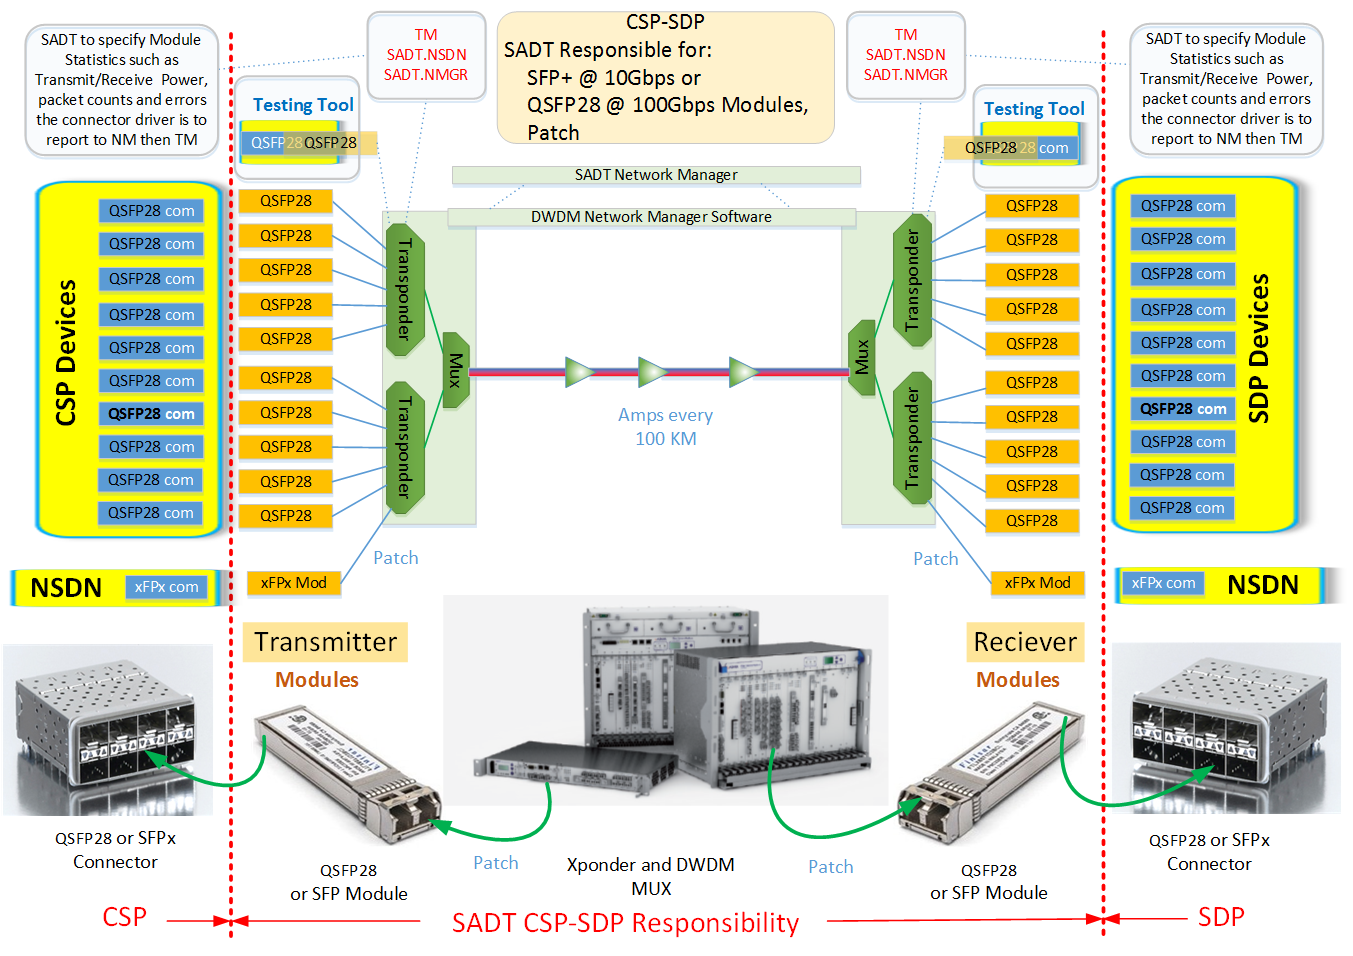 CSP-SDP
SADT Responsible for:
SFP+ @ 10Gbps or
QSFP28 @ 100Gbps Modules,
Patch
SADT to specify Module
Statistics such as
Transmit/Receive Power,
packet counts and errors
the connector driver is to
report to NM then TM
TM
SADT.NSDN
SADT.NMGR
TM
SADT.NSDN
SADT.NMGR
SADT to specify Module
Statistics such as
Transmit/Receive Power,
packet counts and errors
the connector driver is to
report to NM then TM
Testing Tool
QSFP28
QSFP28
Testing Tool
QSFP28
28 com
SADT Network Manager
DWDM Network Manager Software
CSP Devices
QSFP28 com
QSFP28 com
QSFP28 com
QSFP28 com
QSFP28 com
QSFP28 com
QSFP28 com
QSFP28 com
QSFP28 com
QSFP28 com
QSFP28
QSFP28
QSFP28
QSFP28
QSFP28
QSFP28
QSFP28
QSFP28
QSFP28
QSFP28
Transponder
Transponder
Mux
Amps every
100 KM
Mux
Transponder
Transponder
QSFP28
QSFP28
QSFP28
QSFP28
QSFP28
QSFP28
QSFP28
QSFP28
QSFP28
QSFP28
QSFP28 com
QSFP28 com
QSFP28 com
QSFP28 com
QSFP28 com
QSFP28 com
QSFP28 com
QSFP28 com
QSFP28 com
QSFP28 com
SDP Devices
Patch
Patch
NSDN
xFPx com
xFPx Mod
xFPx Mod
xFPx com
NSDN
Transmitter
Modules
Reciever
Modules
Finisar
QSFP28 or SFPx
Connector
QSFP28
or SFP Module
Patch
Xponder and DWDM
MUX
Patch
QSFP28
or SFP Module
QSFP28 or SFPx
Connector
CSP
SADT CSP-SDP Responsibility
SDP